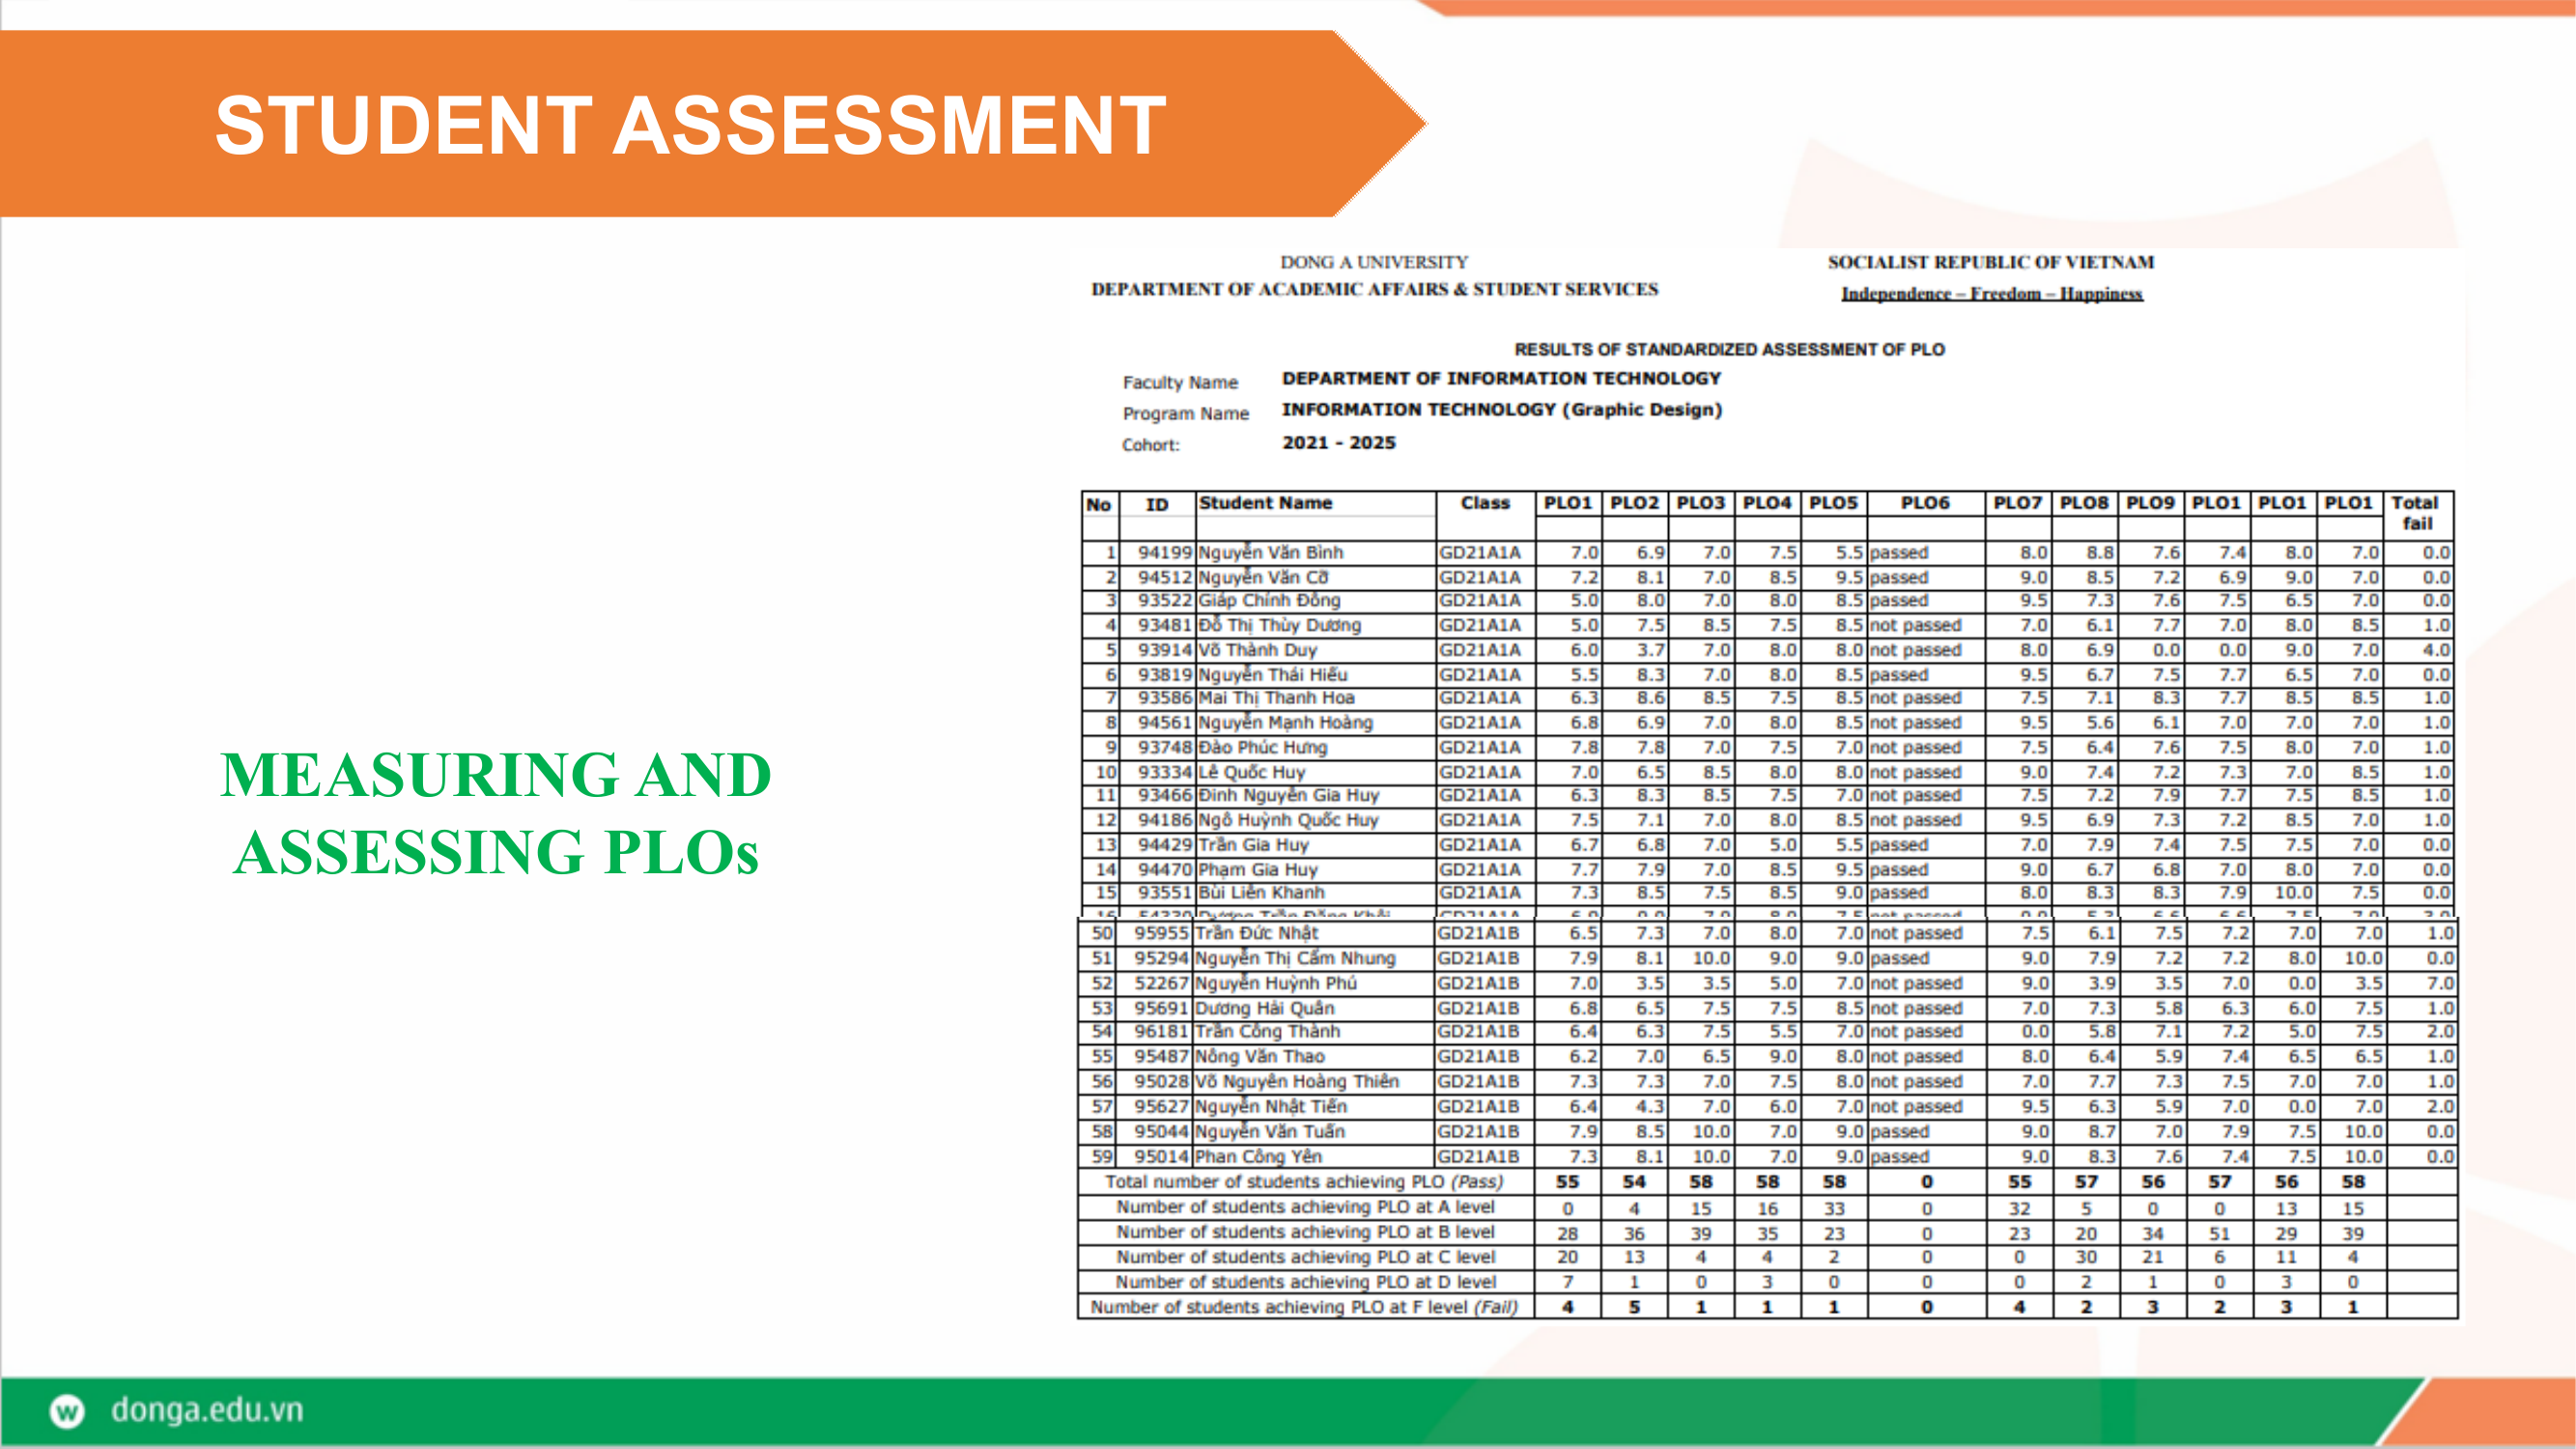 STUDENT ASSESSMENT
DONG A UNIVERSITY
DEPARTMENT OF ACADEMIC AFFAIRS & STUDENT SERVICES
SOCIALIST REPUBLIC OF VIETNAM
Independence – Freedom – Happiness
RESULTS OF STANDARDIZED ASSESSMENT OF PLO
Faculty Name DEPARTMENT OF INFORMATION TECHNOLOGY
Program Name INFORMATION TECHNOLOGY (Graphic Design)
Cohort: 2021 - 2025
MEASURING AND
ASSESSING PLOs
No ID Student Name Class PLO1 PLO2 PLO3 PLO4 PLO5 PLO6 PLO7 PLO8 PLO9 PLO1 PLO1 PLO1 Total
fail
1 94199 Nguyễn Văn Bình GD21A1A 7.0 6.9 7.0 7.5 5.5 passed 8.0 8.8 7.6 7.4 8.0 7.0 0.0
2 94512 Nguyễn Văn Cỡ GD21A1A 7.2 8.1 7.0 8.5 9.5 passed 9.0 8.5 7.2 6.9 9.0 7.0 0.0
3 93522 Giáp Chính Đông GD21A1A 5.0 8.0 7.0 8.0 8.5 passed 9.5 7.3 7.6 7.5 6.5 7.0 0.0
4 93481 Đỗ Thị Thùy Dương GD21A1A 5.0 7.5 8.5 7.5 8.5 not passed 7.0 6.1 7.7 7.0 8.0 8.5 1.0
5 93914 Võ Thành Duy GD21A1A 6.0 3.7 7.0 8.0 8.0 not passed 8.0 6.9 0.0 0.0 9.0 7.0 4.0
6 93819 Nguyễn Thái Hiếu GD21A1A 5.5 8.3 7.0 8.0 8.5 passed 9.5 6.7 7.5 7.7 6.5 7.0 0.0
7 93586 Mai Thị Thanh Hoa GD21A1A 6.3 8.6 8.5 7.5 8.5 not passed 7.5 7.1 8.3 7.7 8.5 8.5 1.0
8 94561 Nguyễn Mạnh Hoàng GD21A1A 6.8 6.9 7.0 8.0 8.5 not passed 9.5 5.6 6.1 7.0 7.0 7.0 1.0
9 93748 Đào Phúc Hưng GD21A1A 7.8 7.8 7.0 7.5 7.0 not passed 7.5 6.4 7.6 7.5 8.0 7.0 1.0
10 93334 Lê Quốc Huy GD21A1A 7.0 6.5 8.5 8.0 8.0 not passed 9.0 7.4 7.2 7.3 7.0 8.5 1.0
11 93466 Đinh Nguyễn Gia Huy GD21A1A 6.3 8.3 8.5 7.5 7.0 not passed 7.5 7.2 7.9 7.7 7.5 8.5 1.0
12 94186 Ngô Huỳnh Quốc Huy GD21A1A 7.5 7.1 7.0 8.0 8.5 not passed 9.5 6.9 7.3 7.2 8.5 7.0 1.0
13 94429 Trần Gia Huy GD21A1A 6.7 6.8 7.0 5.0 5.5 passed 7.0 7.9 7.4 7.5 7.5 7.0 0.0
14 94470 Phạm Gia Huy GD21A1A 7.7 7.9 7.0 8.5 9.5 passed 9.0 6.7 6.8 7.0 8.0 7.0 0.0
15 93551 Bùi Liên Khanh GD21A1A 7.3 8.5 7.5 8.5 9.0 passed 8.0 8.3 8.3 7.9 10.0 7.5 0.0
50 95955 Trần Đức Nhật GD21A1B 6.5 7.3 7.0 8.0 7.0 not passed 7.5 6.1 7.5 7.2 7.0 7.0 1.0
51 95294 Nguyễn Thị Cẩm Nhung GD21A1B 7.9 8.1 10.0 9.0 9.0 passed 9.0 7.9 7.2 7.2 8.0 10.0 0.0
52 52267 Nguyễn Huỳnh Phú GD21A1B 7.0 3.5 3.5 5.0 7.0 not passed 9.0 3.9 3.5 7.0 0.0 3.5 7.0
53 95691 Dương Hải Quân GD21A1B 6.8 6.5 7.5 7.5 8.5 not passed 7.0 7.3 5.8 6.3 6.0 7.5 1.0
54 96181 Trần Công Thành GD21A1B 6.4 6.3 7.5 5.5 7.0 not passed 0.0 5.8 7.1 7.2 5.0 7.5 2.0
55 95487 Nông Văn Thao GD21A1B 6.2 7.0 6.5 9.0 8.0 not passed 8.0 6.4 5.9 7.4 6.5 6.5 1.0
56 95028 Võ Nguyên Hoàng Thiên GD21A1B 7.3 7.3 7.0 7.5 8.0 not passed 7.0 7.7 7.3 7.5 7.0 7.0 1.0
57 95627 Nguyễn Nhật Tiến GD21A1B 6.4 4.3 7.0 6.0 7.0 not passed 9.5 6.3 5.9 7.0 0.0 7.0 2.0
58 95044 Nguyễn Văn Tuấn GD21A1B 7.9 8.5 10.0 7.0 9.0 passed 9.0 8.7 7.0 7.9 7.5 10.0 0.0
59 95014 Phan Công Yên GD21A1B 7.3 8.1 10.0 7.0 9.0 passed 9.0 8.3 7.6 7.4 7.5 10.0 0.0
Total number of students achieving PLO (Pass) 55 54 58 58 58 0 55 57 56 57 56 58
Number of students achieving PLO at A level 0 4 15 16 33 0 32 5 0 0 13 15
Number of students achieving PLO at B level 28 36 39 35 23 0 23 20 34 51 29 39
Number of students achieving PLO at C level 20 13 4 4 2 0 0 30 21 6 11 4
Number of students achieving PLO at D level 7 1 0 3 0 0 0 2 1 0 3 0
Number of students achieving PLO at F level (Fail) 4 5 1 1 1 0 4 2 3 2 3 1
w donga.edu.vn